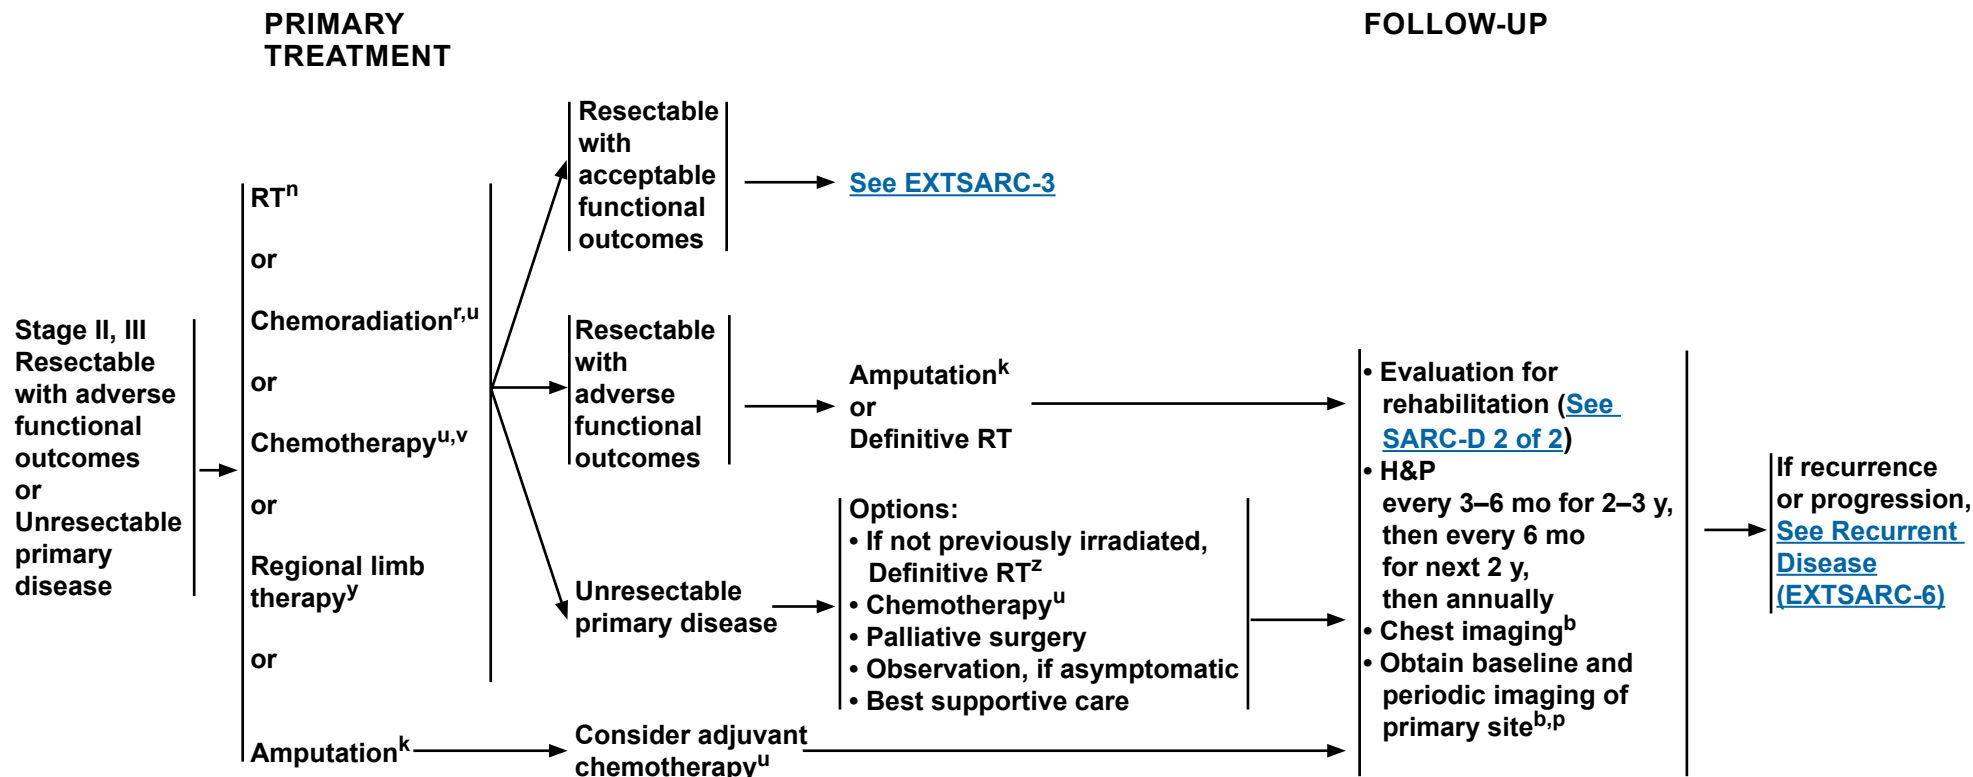 PRIMARY
TREATMENT
FOLLOW-UP
Stage II, III
Resectable
with adverse
functional
outcomes
or
Unresectable
primary
disease
RTⁿ
or
Chemoradiationʳ,ᵘ
or
Chemotherapyᵘ,ᵛ
or
Regional limb
therapyʸ
or
Amputationᵏ
Resectable
with
acceptable
functional
outcomes
See EXTSARC-3
Resectable
with
adverse
functional
outcomes
Amputationᵏ
or
Definitive RT
Unresectable
primary disease
Options:
• If not previously irradiated,
Definitive RTᶻ
• Chemotherapyᵘ
• Palliative surgery
• Observation, if asymptomatic
• Best supportive care
Consider adjuvant
chemotherapyᵘ
• Evaluation for
rehabilitation (See
SARC-D 2 of 2)
• H&P
every 3–6 mo for 2–3 y,
then every 6 mo
for next 2 y,
then annually
• Chest imagingᵇ
• Obtain baseline and
periodic imaging of
primary siteᵇ,ᵖ
If recurrence
or progression,
See Recurrent
Disease
(EXTSARC-6)